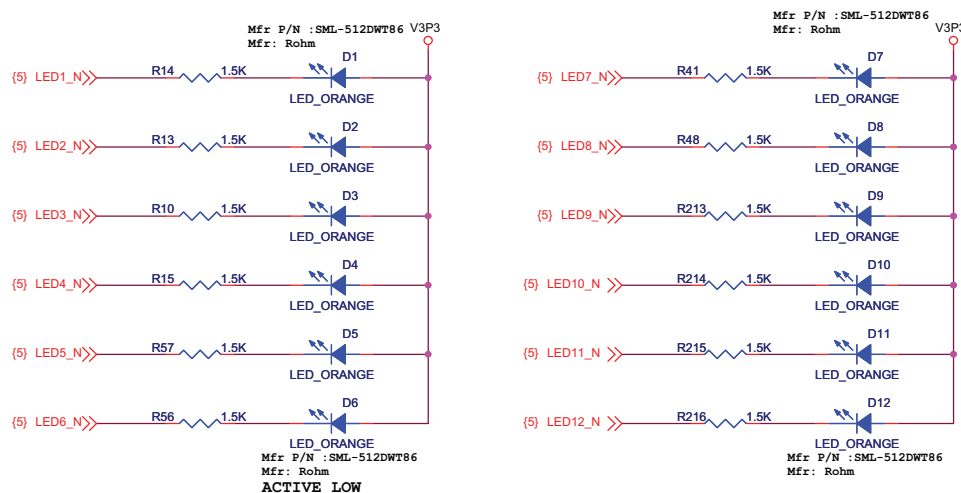 Mfr P/N :SML-512DWT86
Mfr: Rohm
V3P3
D1
{5} LED1_N
R14
1.5K
LED_ORANGE
D2
{5} LED2_N
R13
1.5K
LED_ORANGE
D3
{5} LED3_N
R10
1.5K
LED_ORANGE
D4
{5} LED4_N
R15
1.5K
LED_ORANGE
D5
{5} LED5_N
R57
1.5K
LED_ORANGE
D6
{5} LED6_N
R56
1.5K
LED_ORANGE
Mfr P/N :SML-512DWT86
Mfr: Rohm
ACTIVE LOW
Mfr P/N :SML-512DWT86
Mfr: Rohm
V3P3
D7
{5} LED7_N
R41
1.5K
LED_ORANGE
D8
{5} LED8_N
R48
1.5K
LED_ORANGE
D9
{5} LED9_N
R213
1.5K
LED_ORANGE
D10
{5} LED10_N
R214
1.5K
LED_ORANGE
D11
{5} LED11_N
R215
1.5K
LED_ORANGE
D12
{5} LED12_N
R216
1.5K
LED_ORANGE
Mfr P/N :SML-512DWT86
Mfr: Rohm